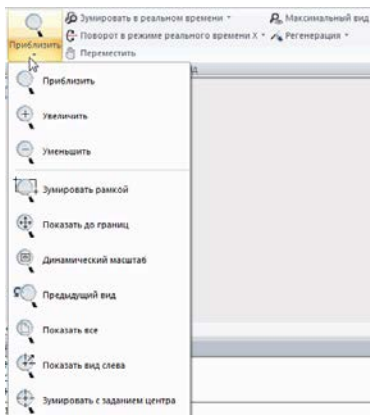 Зумировать в реальном времени
Максимальный вид
Приблизить
Поворот в режиме реального времени X
Регенерация
Переместить
Приблизить
Увеличить
Уменьшить
Зумировать рамкой
Показать до границ
Динамический масштаб
Предыдущий вид
Показать все
Показать вид слева
Зумировать с заданием центра